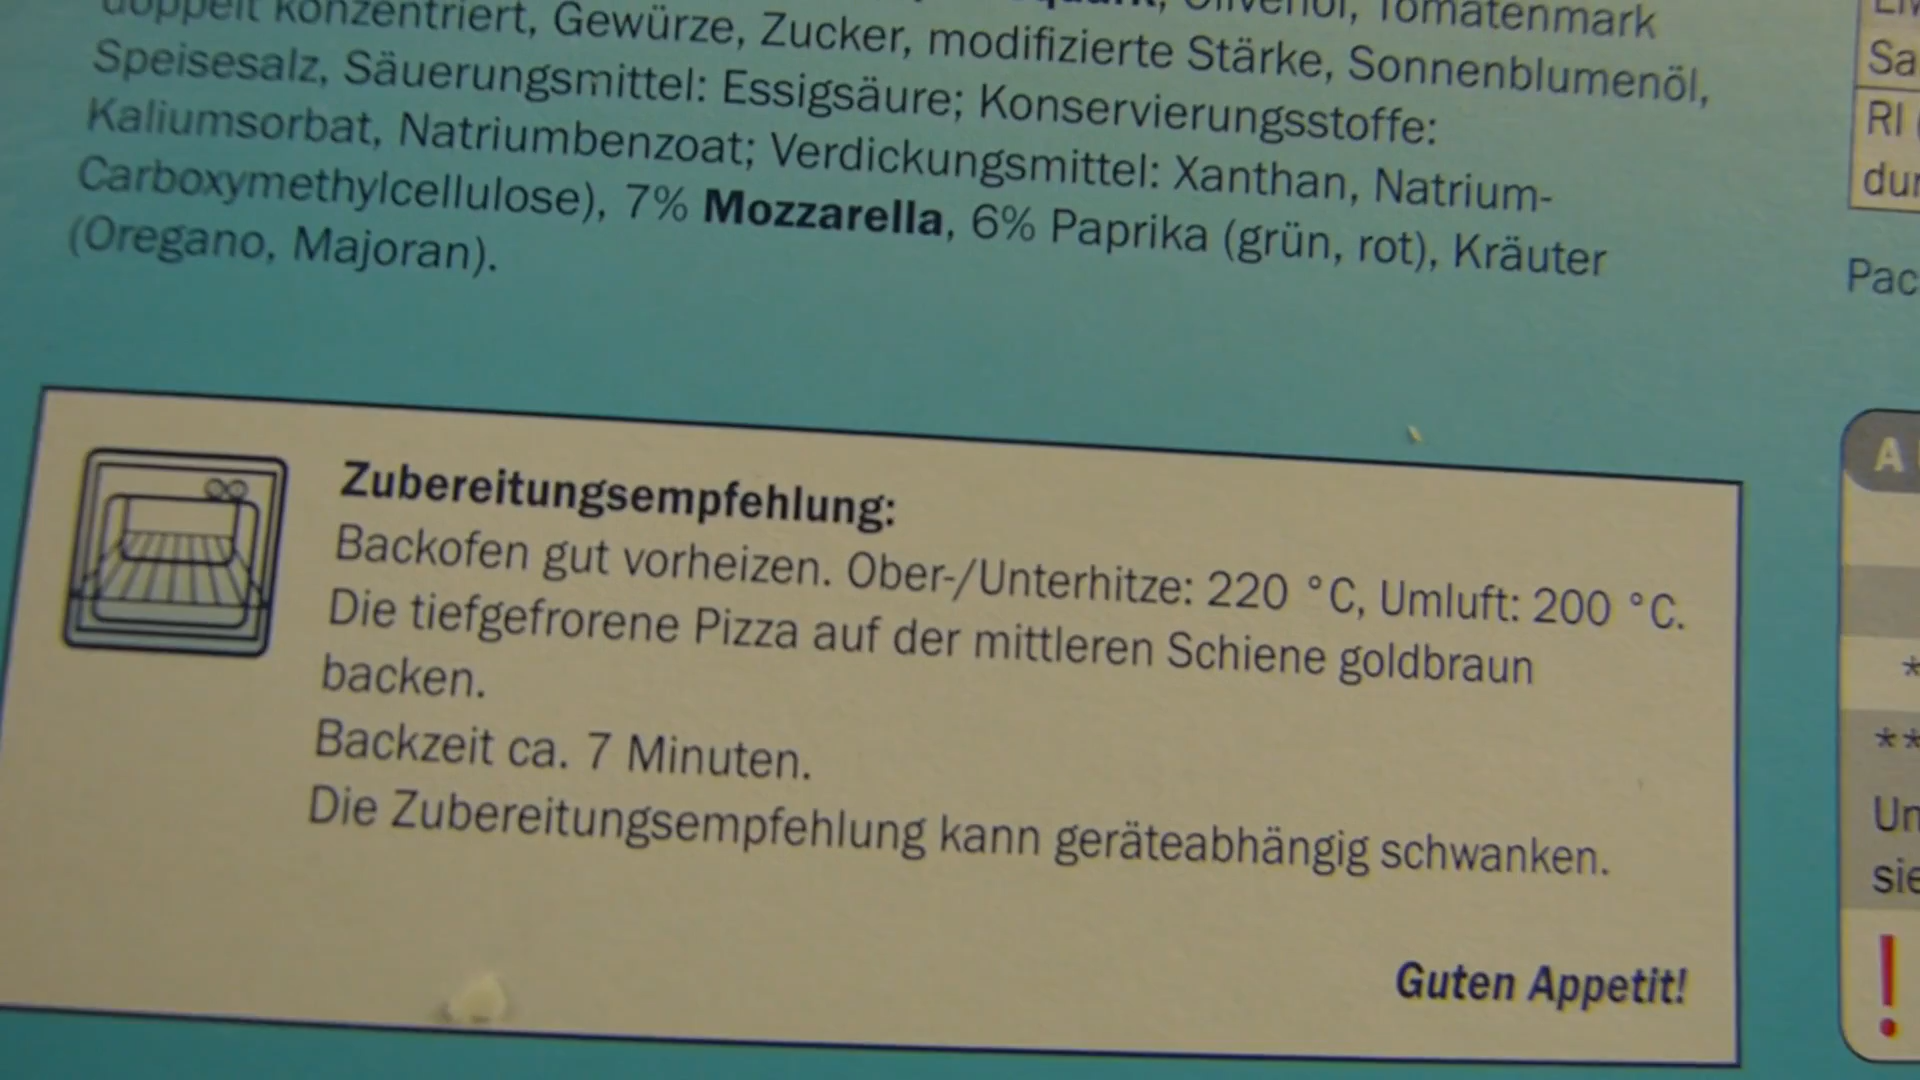 doppelt konzentriert, Gewürze, Zucker, modifizierte Stärke, Sonnenblumenöl,
Olivenöl, Tomatenmark
Speisesalz, Säuerungsmittel: Essigsäure; Konservierungsstoffe:
Kaliumsorbat, Natriumbenzoat; Verdickungsmittel: Xanthan, Natrium-
Carboxymethylcellulose), 7% Mozzarella, 6% Paprika (grün, rot), Kräuter
(Oregano, Majoran).
Zubereitungsempfehlung:
Backofen gut vorheizen. Ober-/Unterhitze: 220 °C, Umluft: 200 °C.
Die tiefgefrorene Pizza auf der mittleren Schiene goldbraun
backen.
Backzeit ca. 7 Minuten.
Die Zubereitungsempfehlung kann geräteabhängig schwanken.
Guten Appetit!
Sa
RI
dur
Pac
A
*
**
Un
sie
!